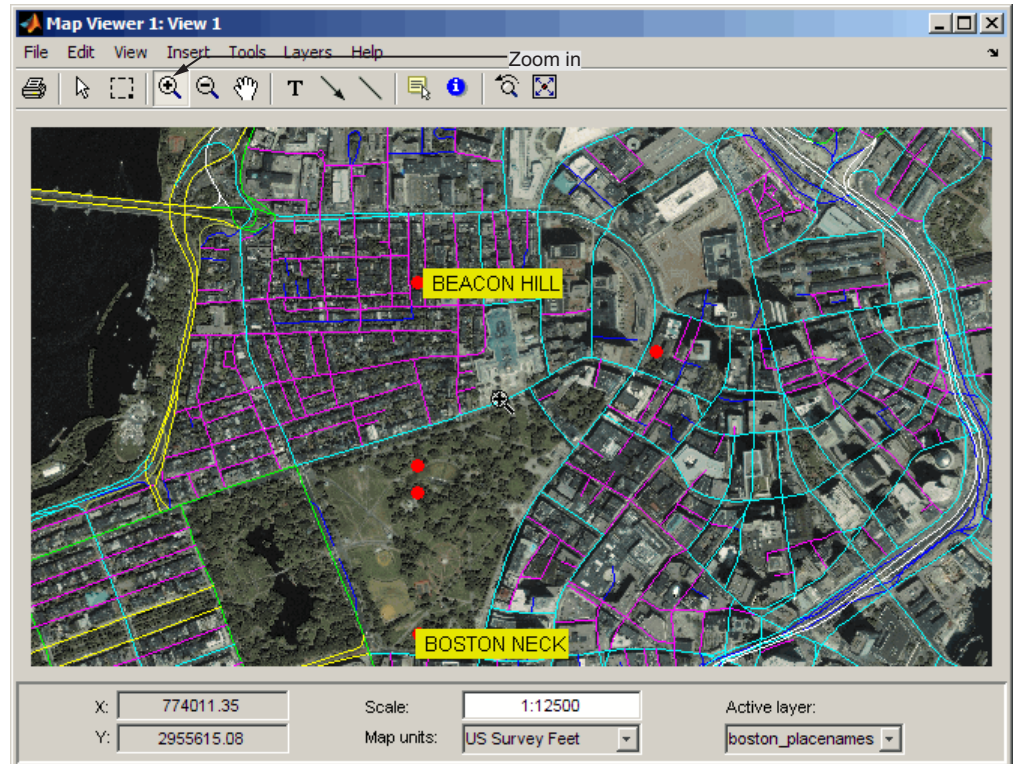 Map Viewer 1: View 1
File Edit View Insert Tools Layers Help
Zoom in
T
BEACON HILL
BOSTON NECK
X: 774011.35 Scale: 1:12500 Active layer:
Y: 2955615.08 Map units: US Survey Feet boston_placenames